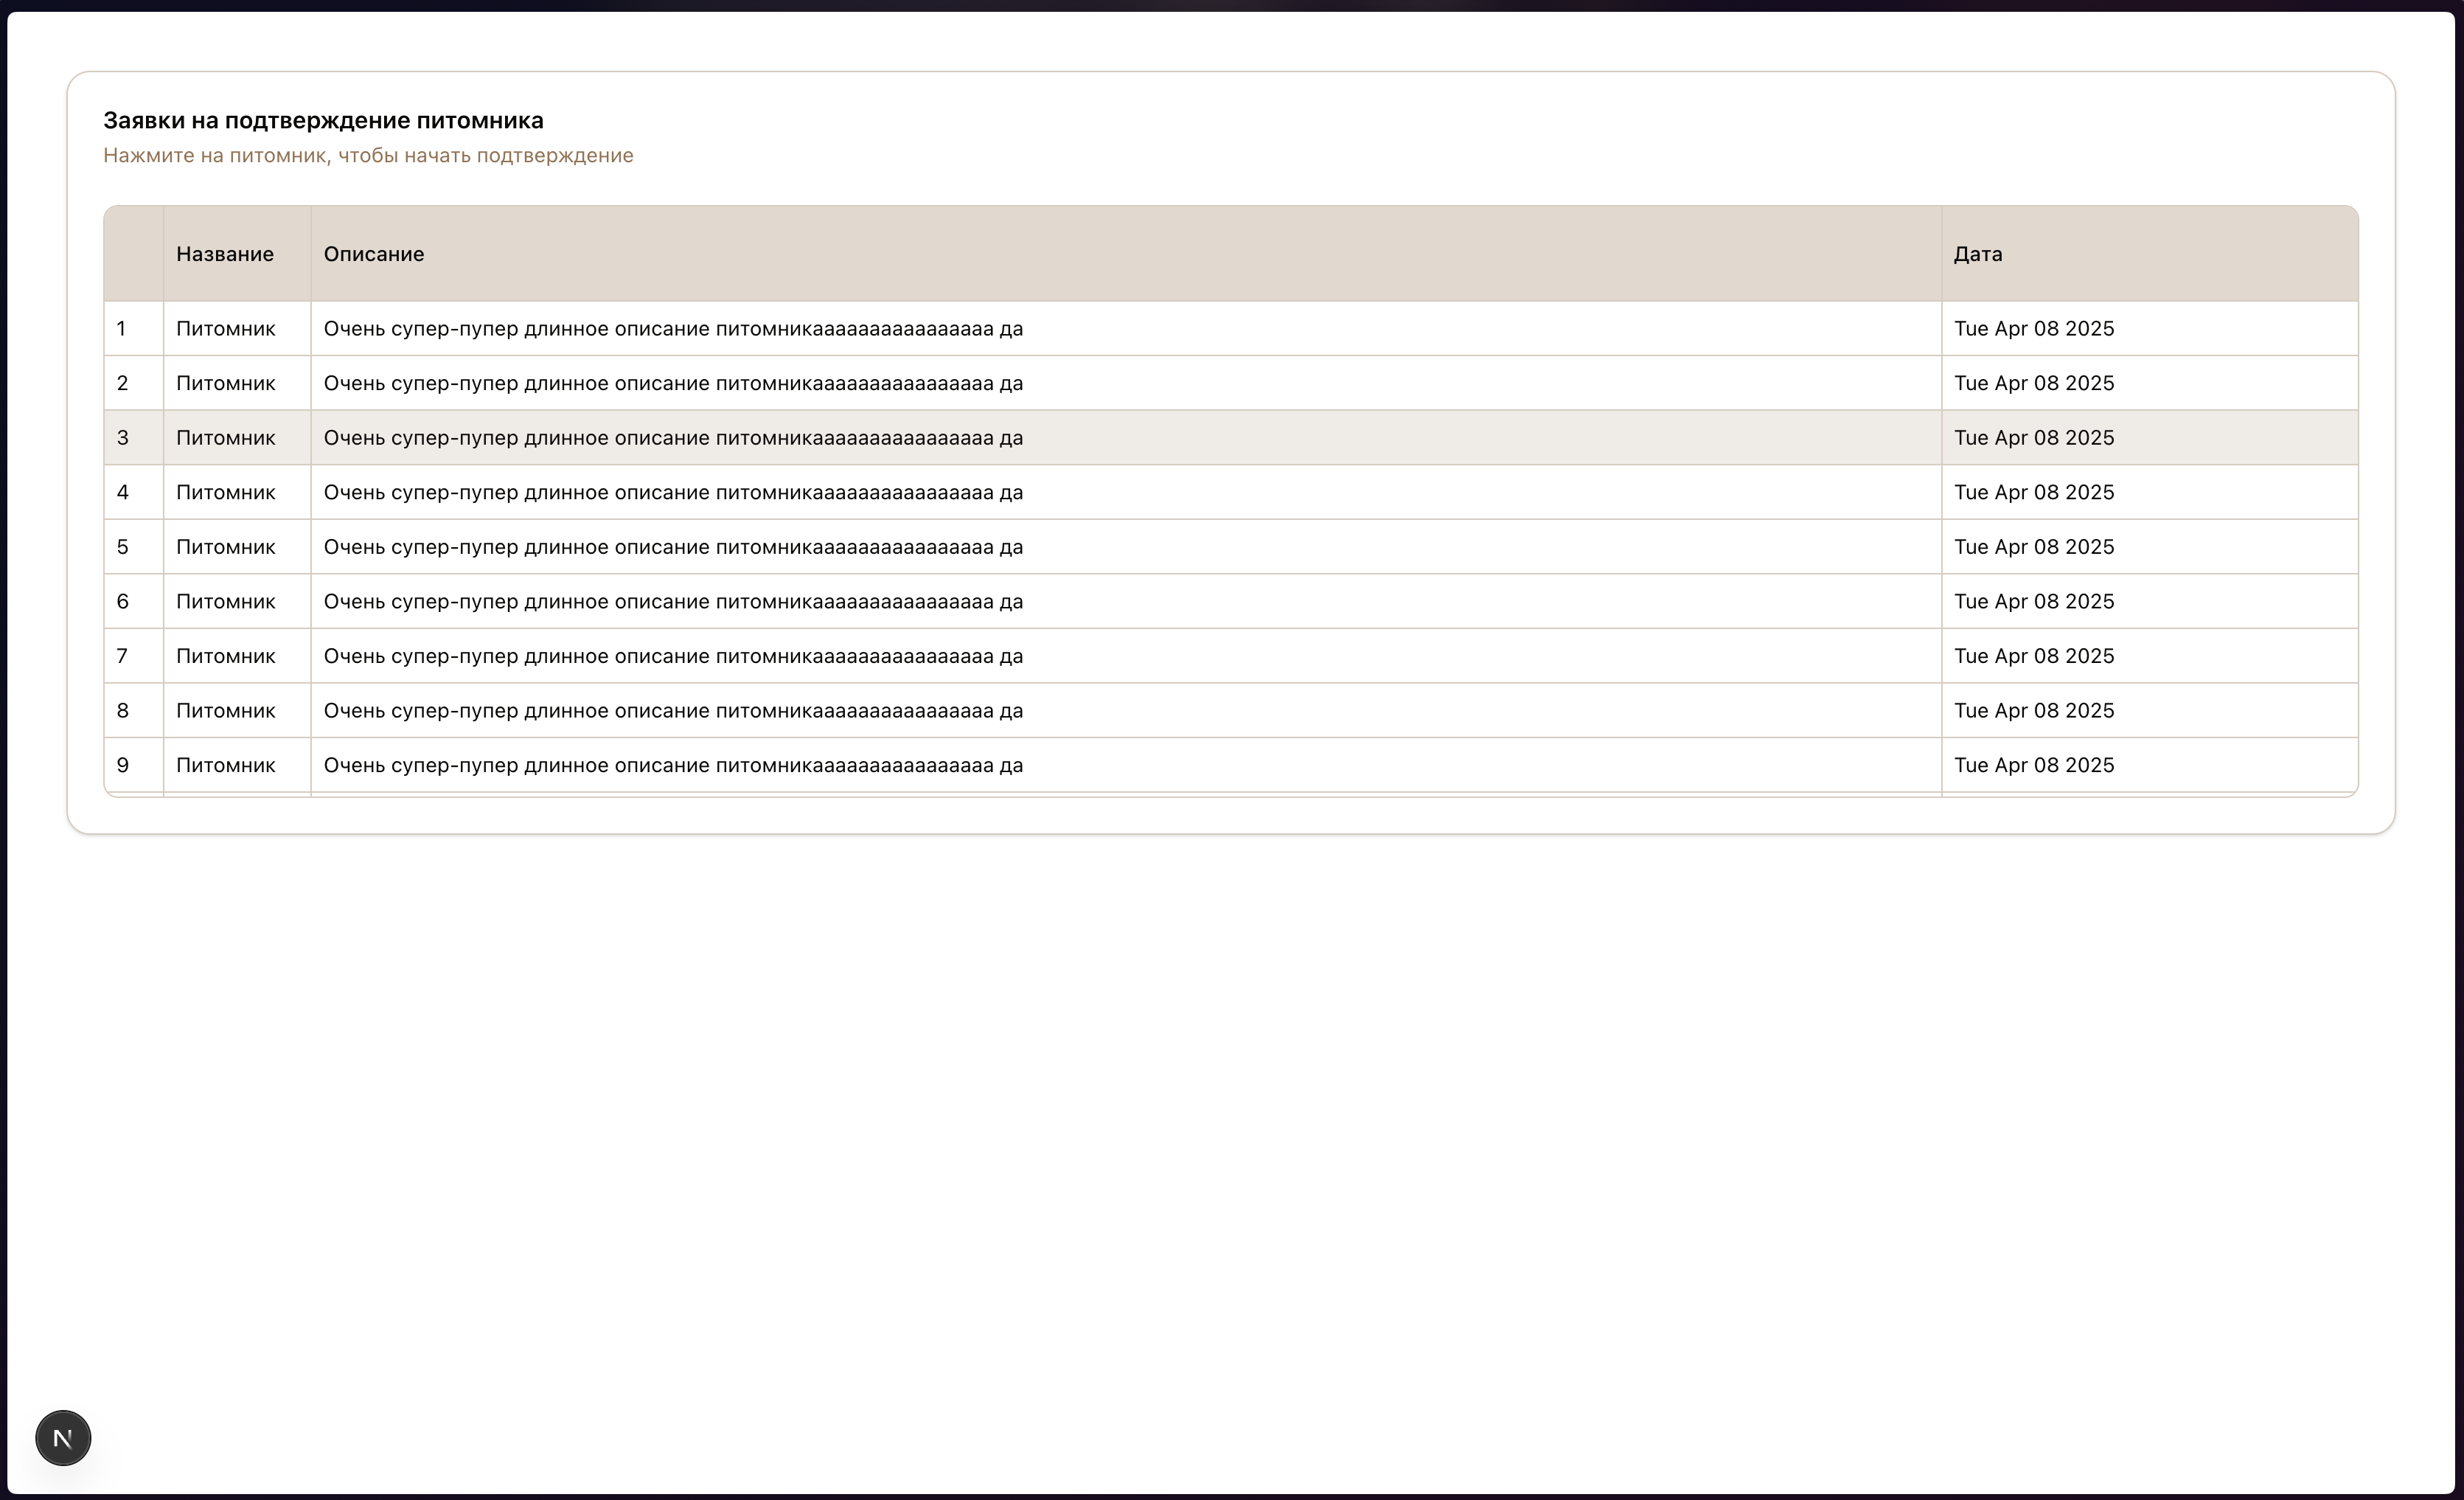 Заявки на подтверждение питомника
Нажмите на питомник, чтобы начать подтверждение
Название Описание Дата
1 Питомник Очень супер-пупер длинное описание питомникаааааааааааааааа да Tue Apr 08 2025
2 Питомник Очень супер-пупер длинное описание питомникаааааааааааааааа да Tue Apr 08 2025
3 Питомник Очень супер-пупер длинное описание питомникаааааааааааааааа да Tue Apr 08 2025
4 Питомник Очень супер-пупер длинное описание питомникаааааааааааааааа да Tue Apr 08 2025
5 Питомник Очень супер-пупер длинное описание питомникаааааааааааааааа да Tue Apr 08 2025
6 Питомник Очень супер-пупер длинное описание питомникаааааааааааааааа да Tue Apr 08 2025
7 Питомник Очень супер-пупер длинное описание питомникаааааааааааааааа да Tue Apr 08 2025
8 Питомник Очень супер-пупер длинное описание питомникаааааааааааааааа да Tue Apr 08 2025
9 Питомник Очень супер-пупер длинное описание питомникаааааааааааааааа да Tue Apr 08 2025
N